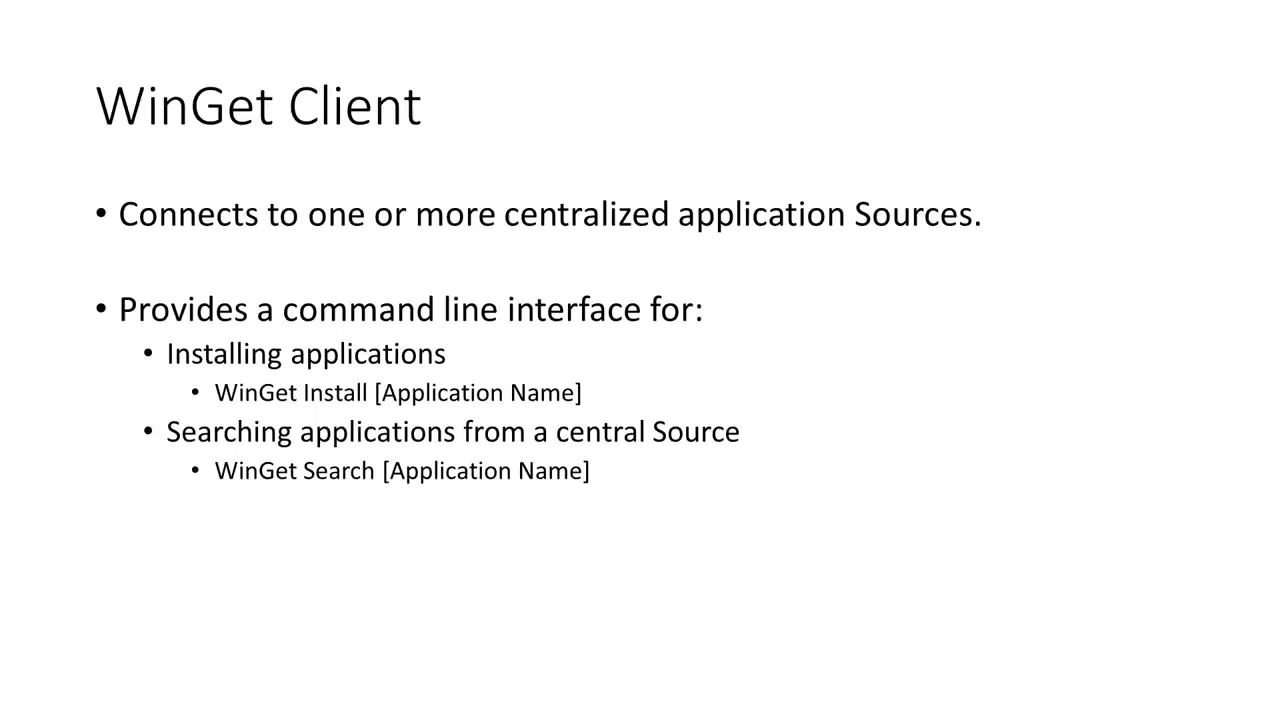 WinGet Client
• Connects to one or more centralized application Sources.
• Provides a command line interface for:
• Installing applications
• WinGet Install [Application Name]
• Searching applications from a central Source
• WinGet Search [Application Name]